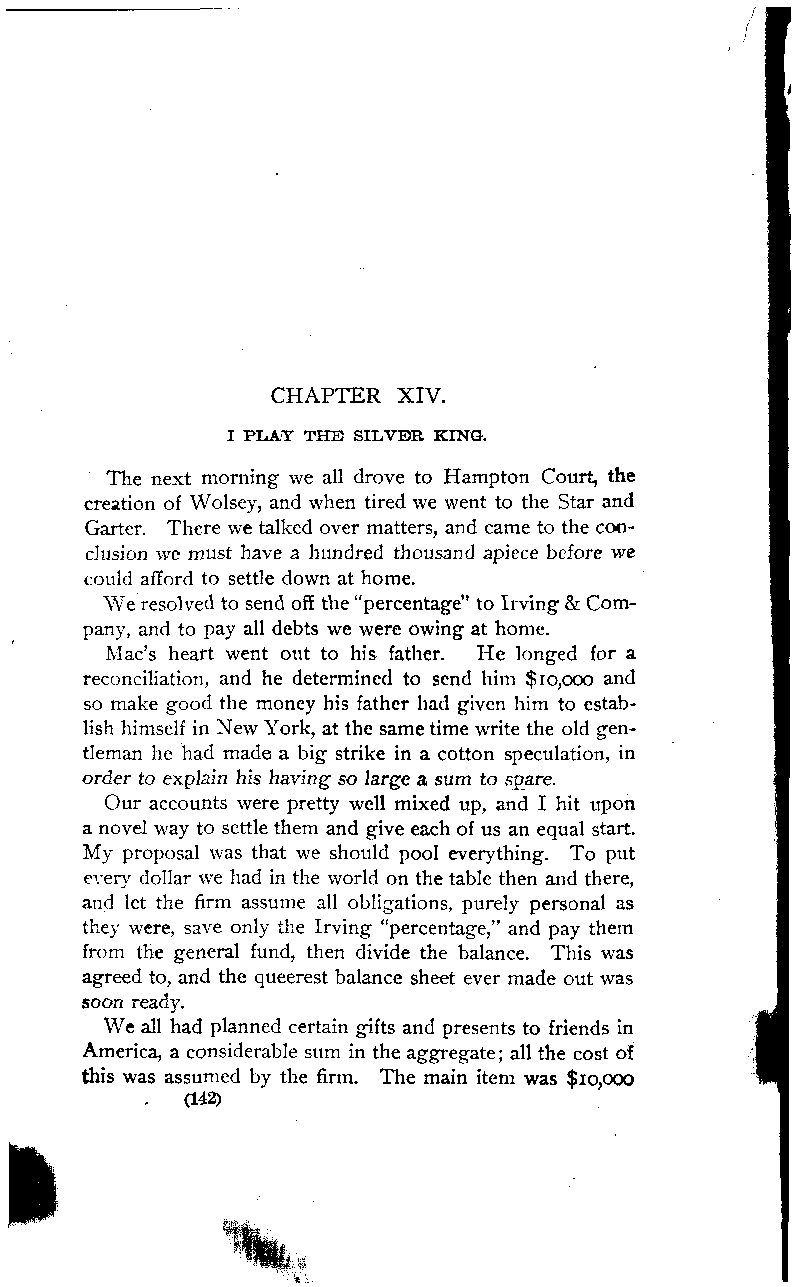 CHAPTER XIV.
I PLAY THE SILVER KING.
The next morning we all drove to Hampton Court, the
creation of Wolsey, and when tired we went to the Star and
Garter. There we talked over matters, and came to the con-
clusion we must have a hundred thousand apiece before we
could afford to settle down at home.
We resolved to send off the "percentage" to Irving & Com-
pany, and to pay all debts we were owing at home.
Mac's heart went out to his father. He longed for a
reconciliation, and he determined to send him $10,000 and
so make good the money his father had given him to estab-
lish himself in New York, at the same time write the old gen-
tleman he had made a big strike in a cotton speculation, in
order to explain his having so large a sum to spare.
Our accounts were pretty well mixed up, and I hit upon
a novel way to settle them and give each of us an equal start.
My proposal was that we should pool everything. To put
every dollar we had in the world on the table then and there,
and let the firm assume all obligations, purely personal as
they were, save only the Irving "percentage," and pay them
from the general fund, then divide the balance. This was
agreed to, and the queerest balance sheet ever made out was
soon ready.
We all had planned certain gifts and presents to friends in
America, a considerable sum in the aggregate; all the cost of
this was assumed by the firm. The main item was $10,000
(142)